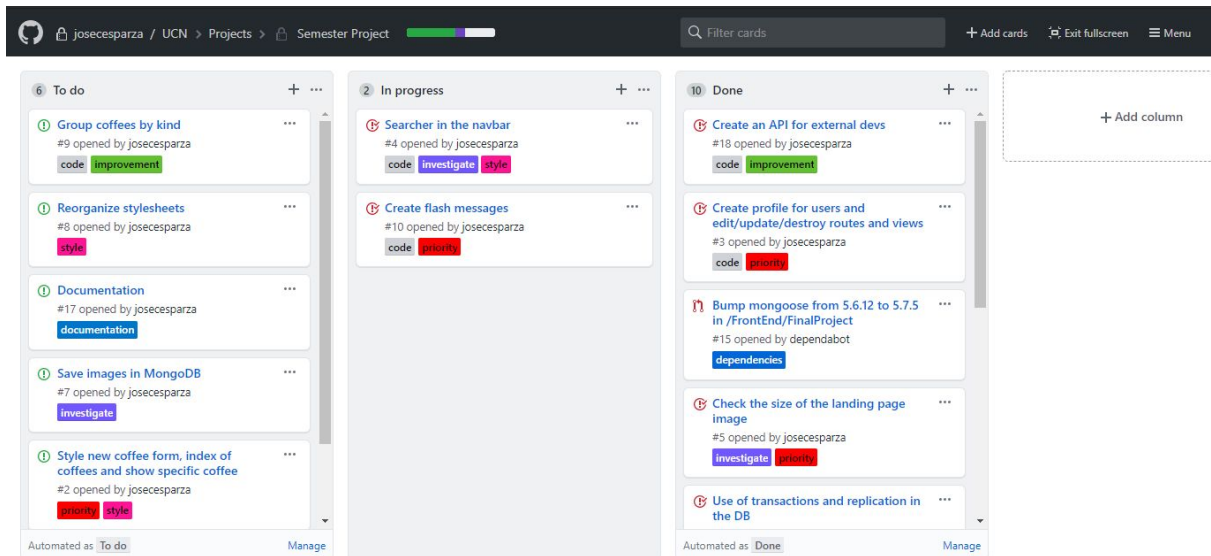 josecesparza / UCN > Projects > Semester Project
Filter cards
+ Add cards
Exit fullscreen
Menu
6 To do
Group coffees by kind
#9 opened by josecesparza
code improvement
Reorganize stylesheets
#8 opened by josecesparza
style
Documentation
#17 opened by josecesparza
documentation
Save images in MongoDB
#7 opened by josecesparza
investigate
Style new coffee form, index of
coffees and show specific coffee
#2 opened by josecesparza
priority style
Automated as To do
Manage
2 In progress
Searcher in the navbar
#4 opened by josecesparza
code investigate style
Create flash messages
#10 opened by josecesparza
code priority
10 Done
Create an API for external devs
#18 opened by josecesparza
code improvement
Create profile for users and
edit/update/destroy routes and views
#3 opened by josecesparza
code priority
Bump mongoose from 5.6.12 to 5.7.5
in /FrontEnd/FinalProject
#15 opened by dependabot
dependencies
Check the size of the landing page
image
#5 opened by josecesparza
investigate priority
Use of transactions and replication in
the DB
Automated as Done
Manage
+ Add column